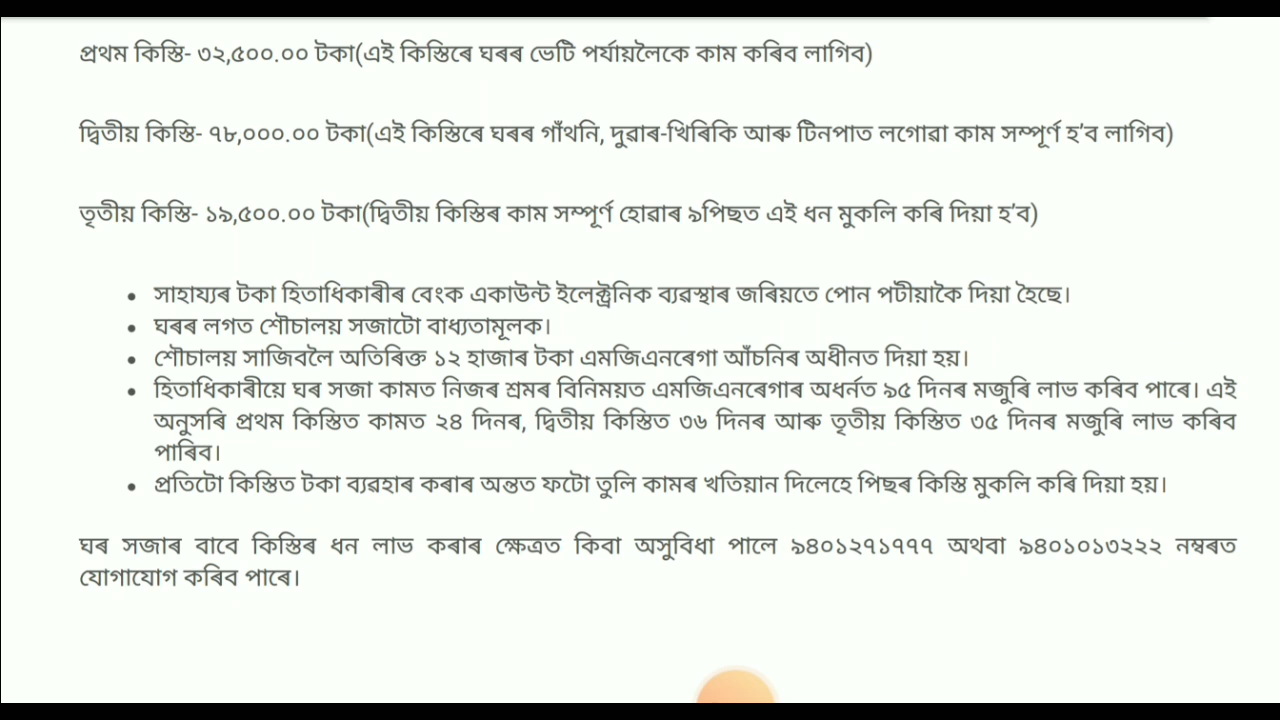 প্ৰথম কিস্তি- ৩২,৫০০.০০ টকা(এই কিস্তিৰে ঘৰৰ ভেটি পৰ্যায়লৈকে কাম কৰিব লাগিব)
দ্বিতীয় কিস্তি- ৭৮,০০০.০০ টকা(এই কিস্তিৰে ঘৰৰ গাঁথনি, দুৱাৰ-খিৰিকি আৰু টিনপাত লগোৱা কাম সম্পূৰ্ণ হ’ব লাগিব)
তৃতীয় কিস্তি- ১৯,৫০০.০০ টকা(দ্বিতীয় কিস্তিৰ কাম সম্পূৰ্ণ হোৱাৰ ৯পিছত এই ধন মুকলি কৰি দিয়া হ’ব)
• সাহায্যৰ টকা হিতাধিকাৰীৰ বেংক একাউন্ট ইলেক্ট্ৰনিক ব্যৱস্থাৰ জৰিয়তে পোন পটীয়াকৈ দিয়া হৈছে।
• ঘৰৰ লগত শৌচালয় সজাটো বাধ্যতামূলক।
• শৌচালয় সাজিবলৈ অতিৰিক্ত ১২ হাজাৰ টকা এমজিএনৰেগা আঁচনিৰ অধীনত দিয়া হয়।
• হিতাধিকাৰীয়ে ঘৰ সজা কামত নিজৰ শ্ৰমৰ বিনিময়ত এমজিএনৰেগাৰ অধৰ্নত ৯৫ দিনৰ মজুৰি লাভ কৰিব পাৰে। এই
অনুসৰি প্ৰথম কিস্তিত কামত ২৪ দিনৰ, দ্বিতীয় কিস্তিত ৩৬ দিনৰ আৰু তৃতীয় কিস্তিত ৩৫ দিনৰ মজুৰি লাভ কৰিব
পাৰিব।
• প্ৰতিটো কিস্তিত টকা ব্যৱহাৰ কৰাৰ অন্তত ফটো তুলি কামৰ খতিয়ান দিলেহে পিছৰ কিস্তি মুকলি কৰি দিয়া হয়।
ঘৰ সজাৰ বাবে কিস্তিৰ ধন লাভ কৰাৰ ক্ষেত্ৰত কিবা অসুবিধা পালে ৯৪০১২৭১৭৭৭ অথবা ৯৪০১০১৩২২২ নম্বৰত
যোগাযোগ কৰিব পাৰে।